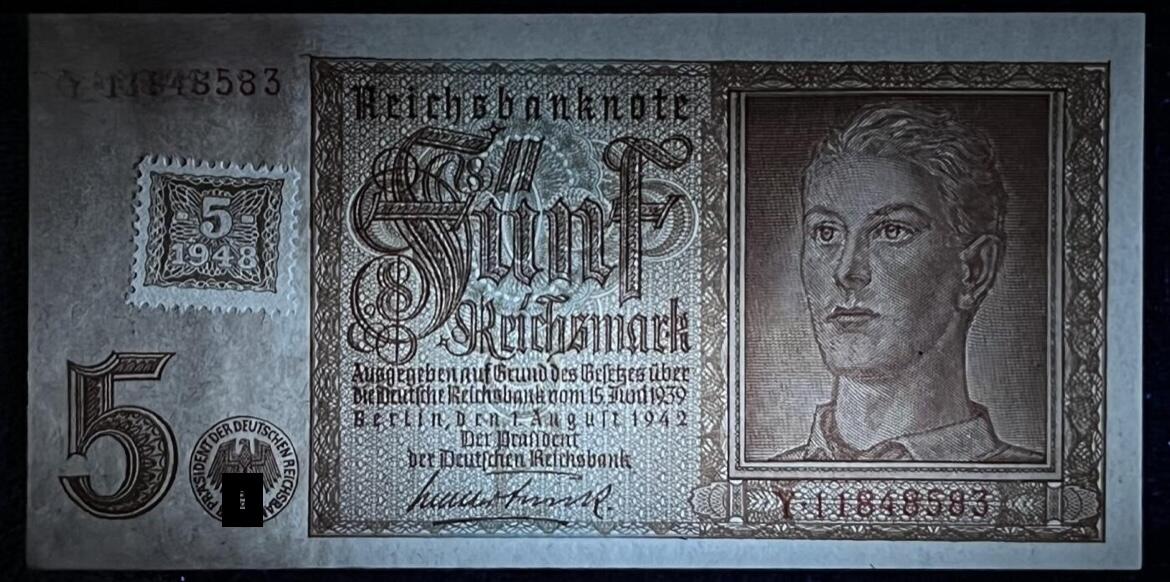 Y·11848583
Reichsbanknote
Fünf
Reichsmark
5
1948
Ausgegeben auf Grund des Gesetzes über
die Deutsche Reichsbank vom 15. Juni 1939
Berlin, den 1. August 1942
Der Präsident
der Deutschen Reichsbank
5
PRÄSIDENT DER DEUTSCHEN REICHSBA
Y·11848583